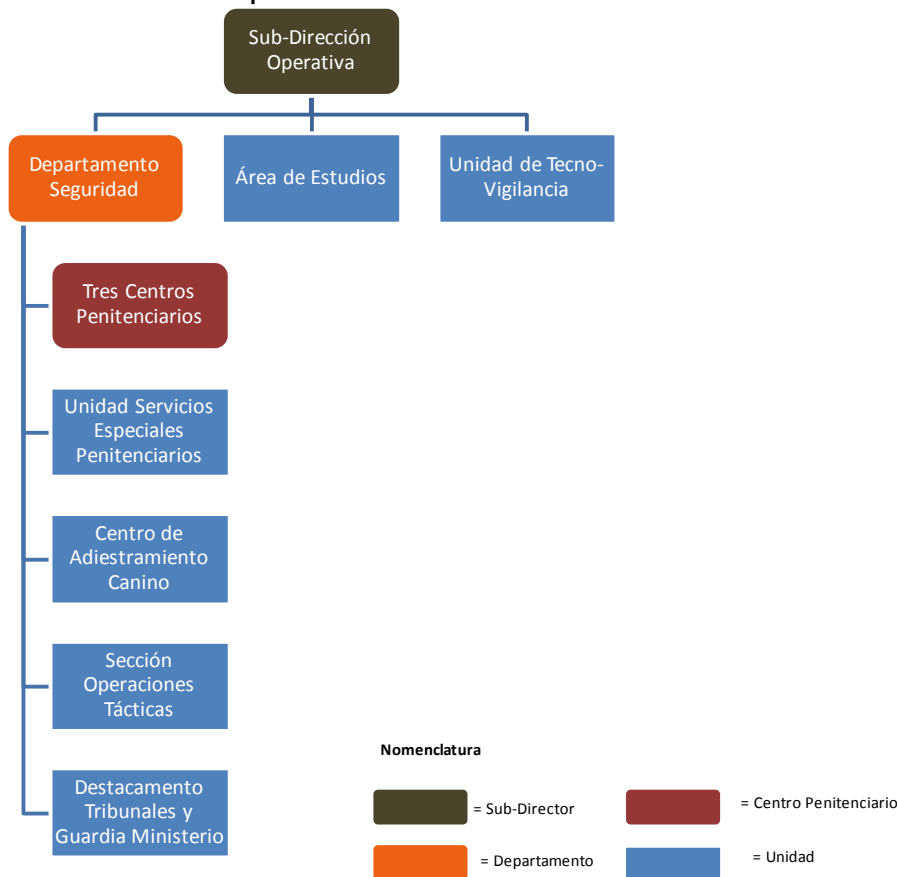 Sub-Dirección
Operativa
Departamento
Seguridad
Área de Estudios
Unidad de Tecno-
Vigilancia
Tres Centros
Penitenciarios
Unidad Servicios
Especiales
Penitenciarios
Centro de
Adiestramiento
Canino
Sección
Operaciones
Tácticas
Destacamento
Tribunales y
Guardia Ministerio
Nomenclatura
= Sub-Director
= Centro Penitenciario
= Departamento
= Unidad